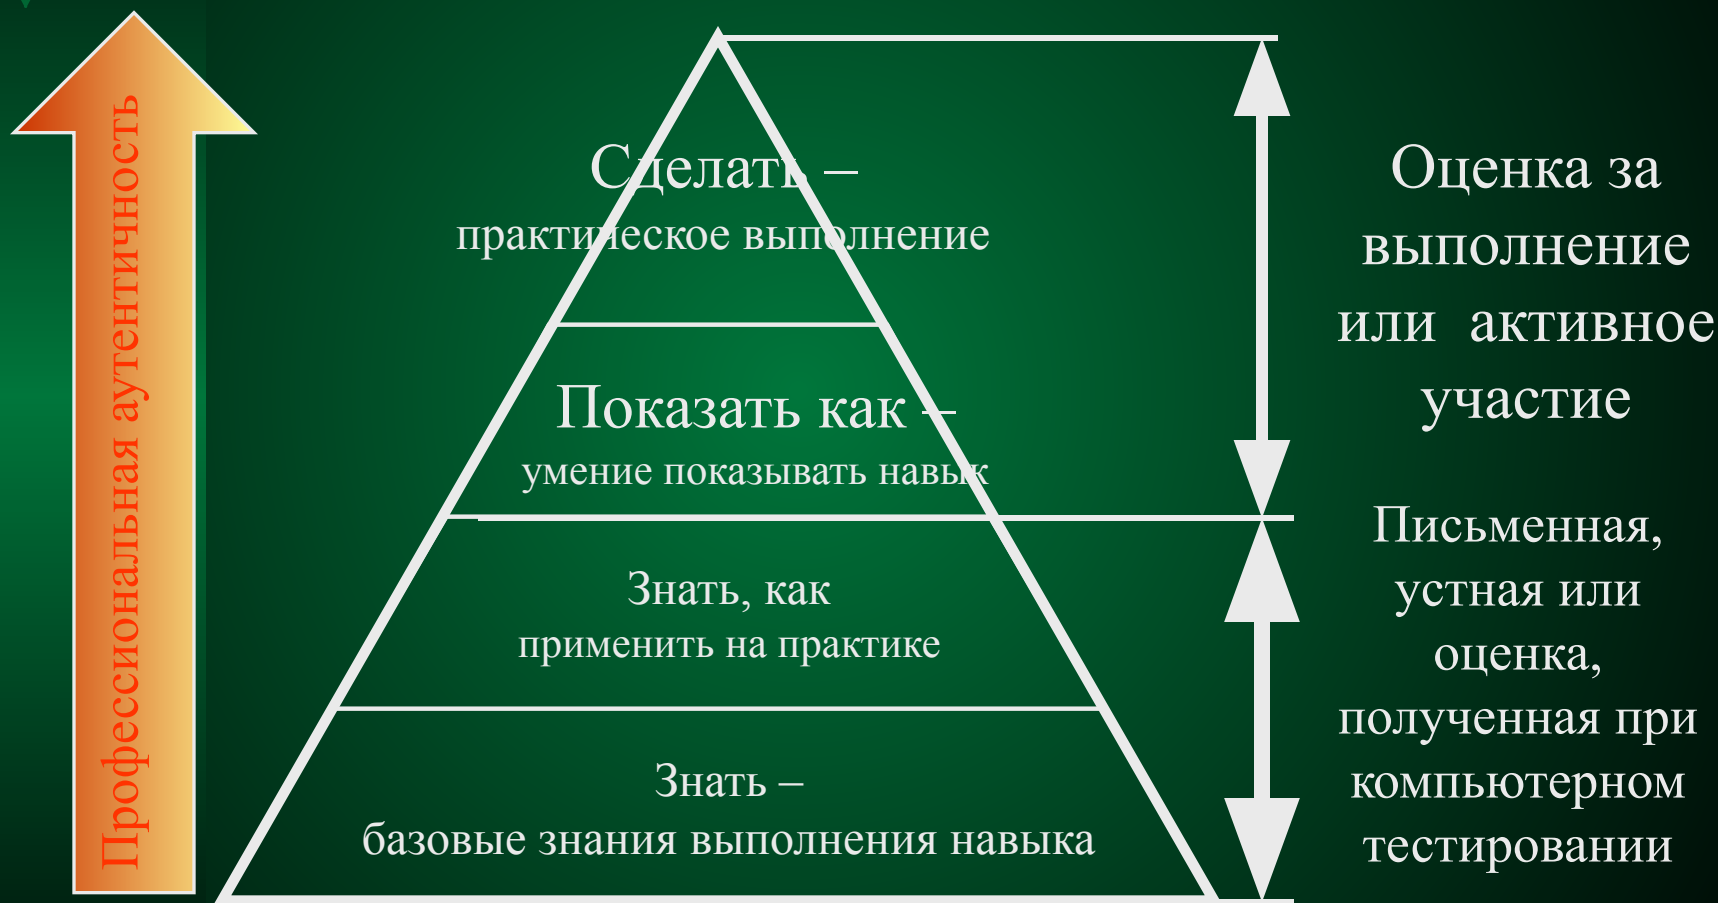 Профессиональная аутентичность
Сделать –
практическое выполнение
Показать как –
умение показывать навык
Знать, как
применить на практике
Знать –
базовые знания выполнения навыка
Оценка за
выполнение
или активное
участие
Письменная,
устная или
оценка,
полученная при
компьютерном
тестировании